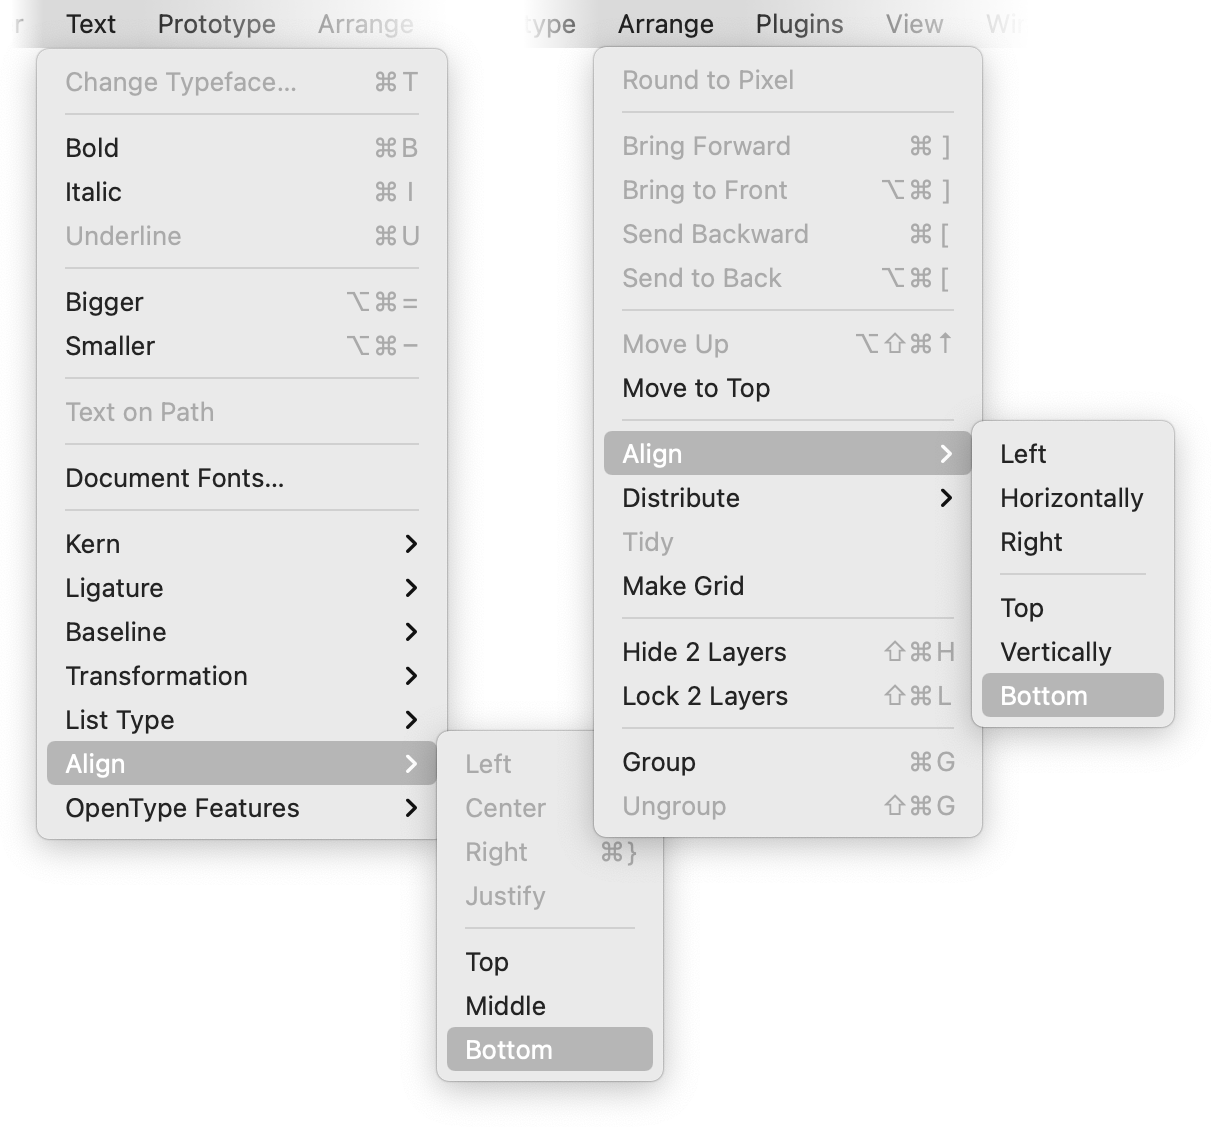 r Text Prototype Arrange
Change Typeface... ⌘T
Bold ⌘B
Italic ⌘I
Underline ⌘U
Bigger ⌥⌘=
Smaller ⌥⌘−
Text on Path
Document Fonts...
Kern
Ligature
Baseline
Transformation
List Type
Align
OpenType Features
Left
Center
Right ⌘}
Justify
Top
Middle
Bottom
type Arrange Plugins View Win
Round to Pixel
Bring Forward ⌘]
Bring to Front ⌥⌘]
Send Backward ⌘[
Send to Back ⌥⌘[
Move Up ⌥⇧⌘↑
Move to Top
Align
Distribute
Tidy
Make Grid
Hide 2 Layers ⇧⌘H
Lock 2 Layers ⇧⌘L
Group ⌘G
Ungroup ⇧⌘G
Left
Horizontally
Right
Top
Vertically
Bottom